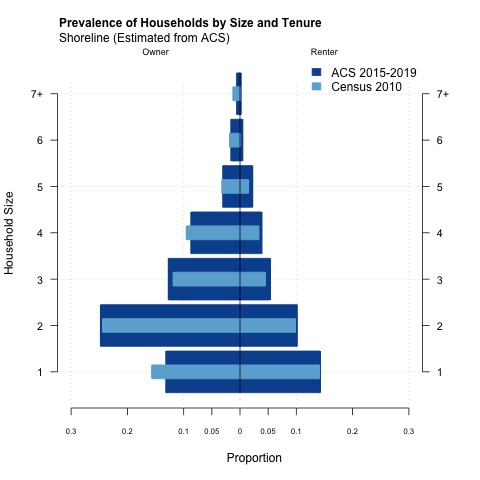 Prevalence of Households by Size and Tenure
Shoreline (Estimated from ACS)
Owner
Renter
ACS 2015-2019
Census 2010
7+
7+
6
6
5
5
4
4
3
3
2
2
1
1
Household Size
0.3
0.2
0.1
0.05
0
0.05
0.1
0.2
0.3
Proportion